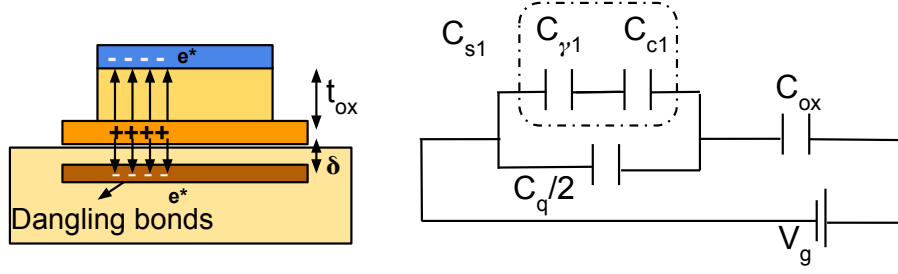 - - - - e*
t_ox
++++
δ
- - - - 
e*
Dangling bonds
C_s1
C_γ1
C_c1
C_ox
C_q/2
V_g